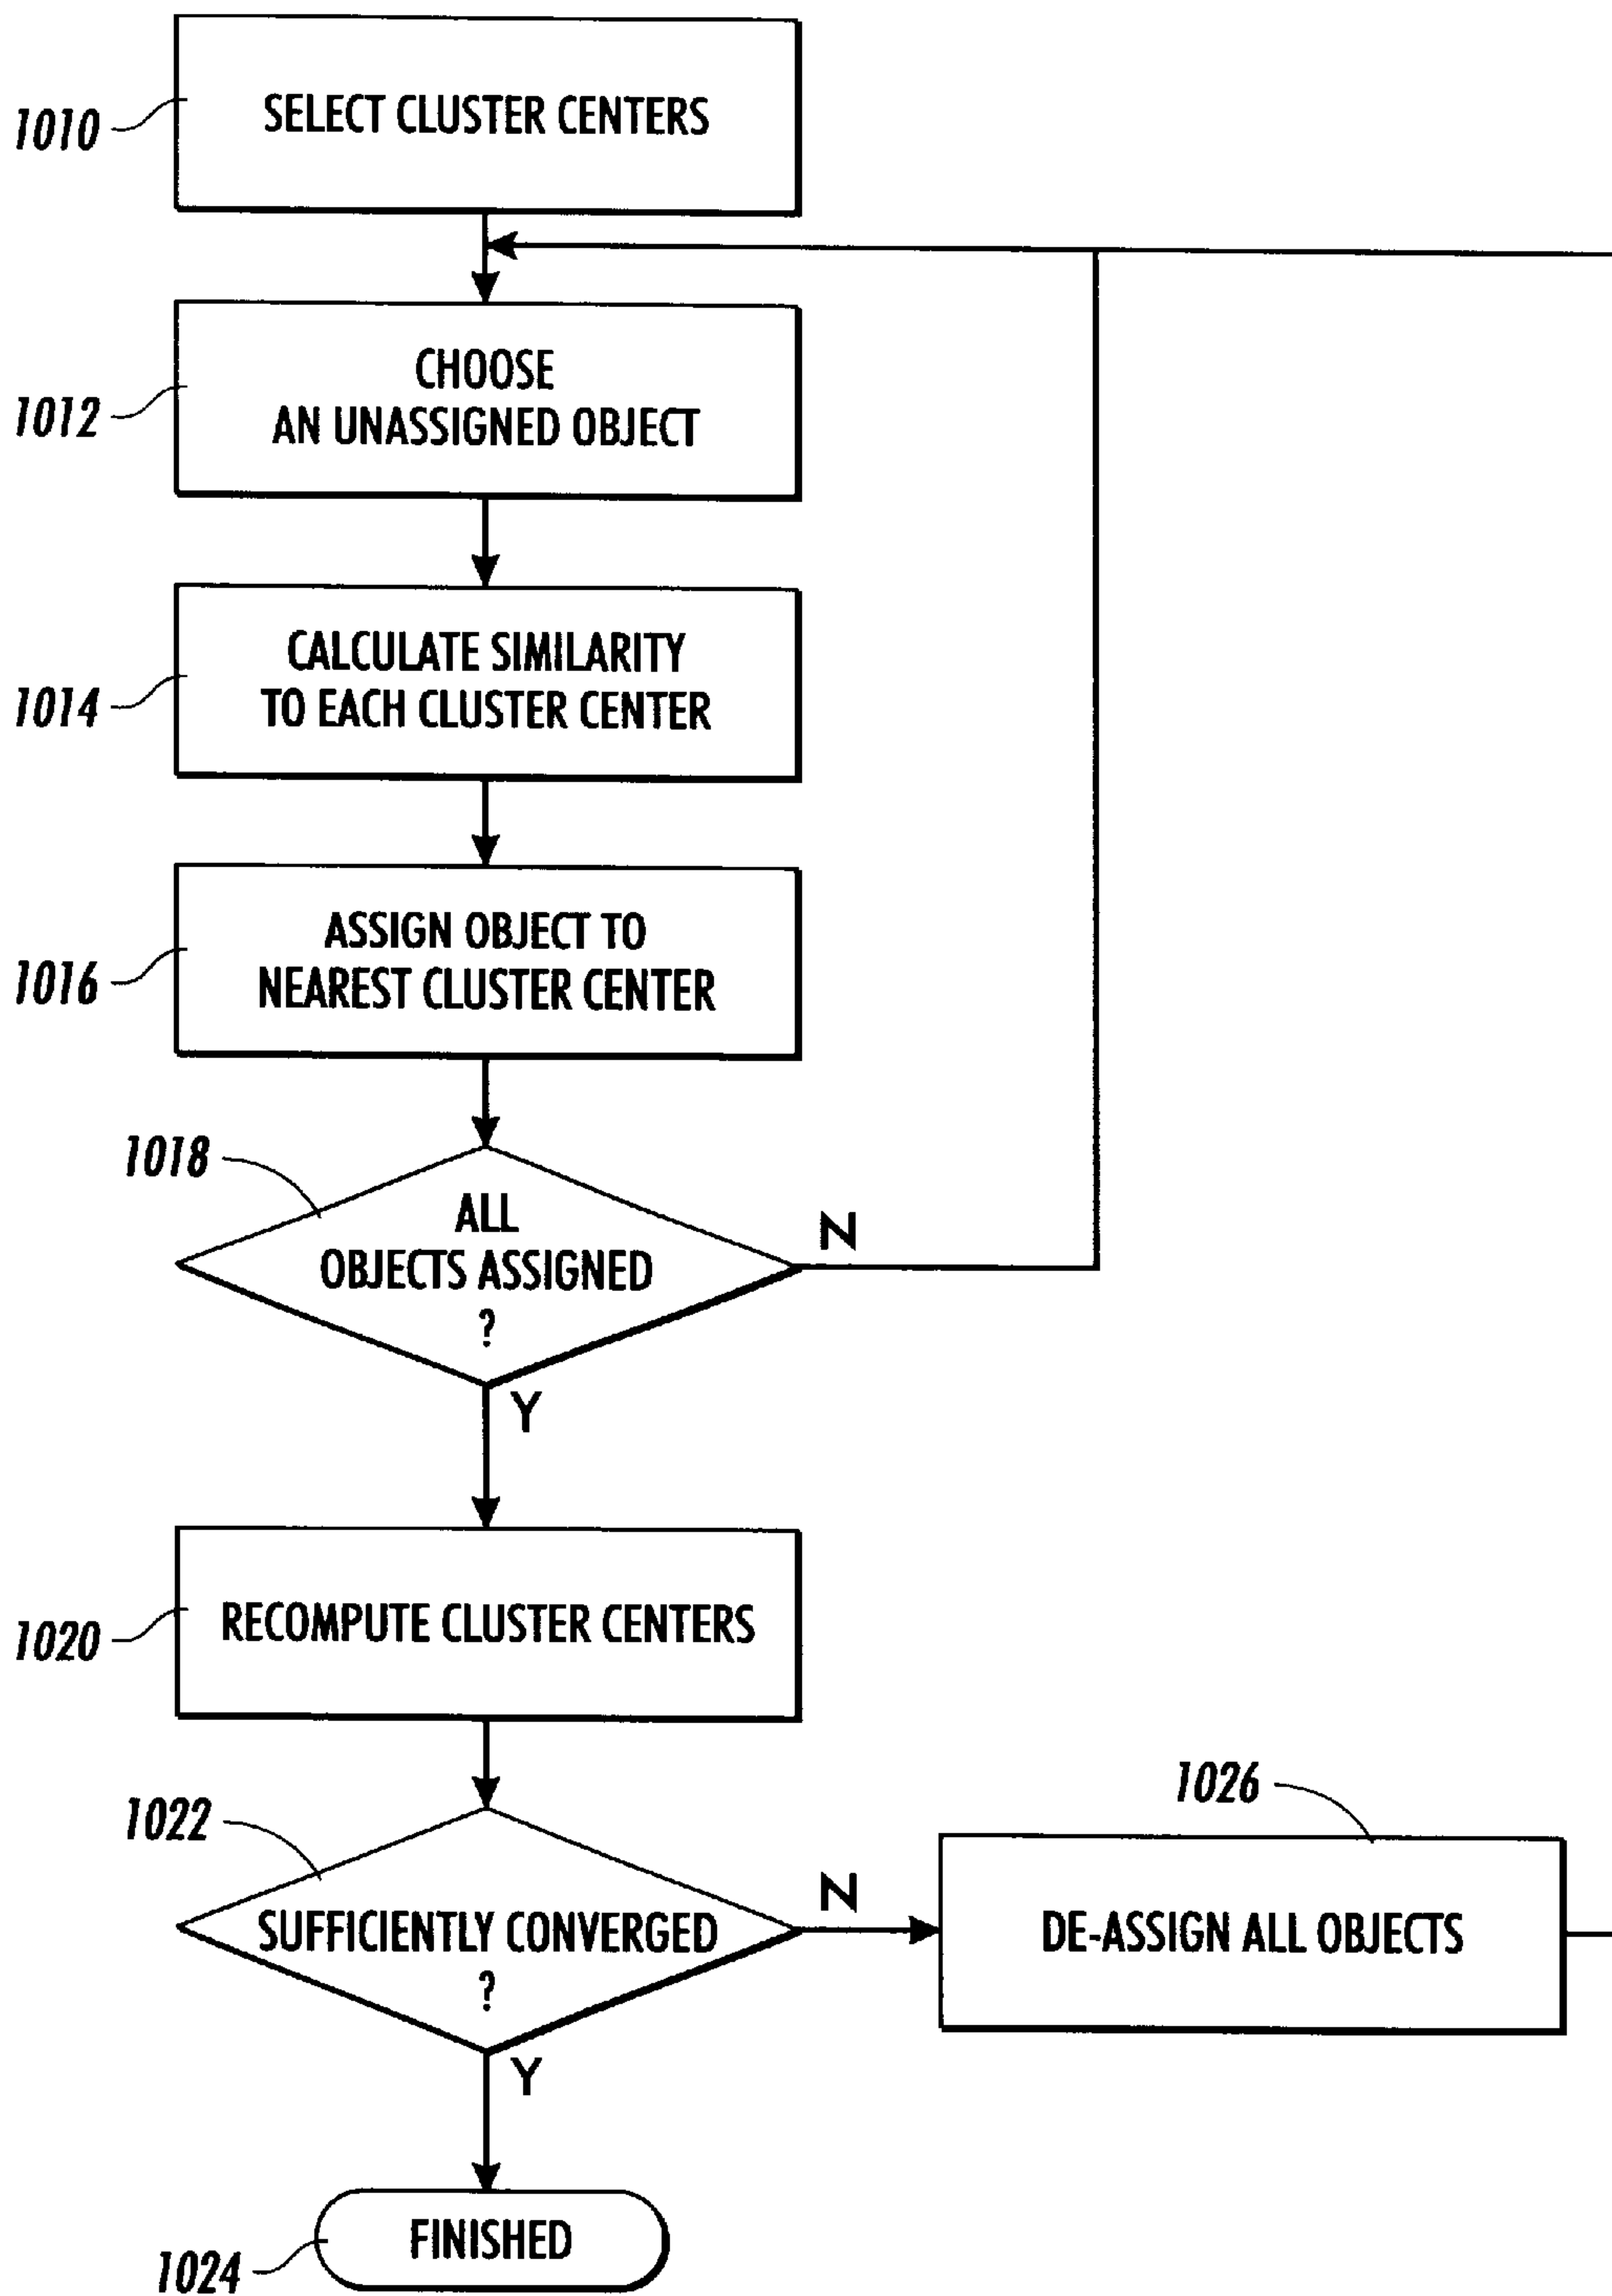 1010
SELECT CLUSTER CENTERS
1012
CHOOSE
AN UNASSIGNED OBJECT
1014
CALCULATE SIMILARITY
TO EACH CLUSTER CENTER
1016
ASSIGN OBJECT TO
NEAREST CLUSTER CENTER
1018
ALL
OBJECTS ASSIGNED
?
N
Y
1020
RECOMPUTE CLUSTER CENTERS
1022
SUFFICIENTLY CONVERGED
?
N
Y
1026
DE-ASSIGN ALL OBJECTS
1024
FINISHED